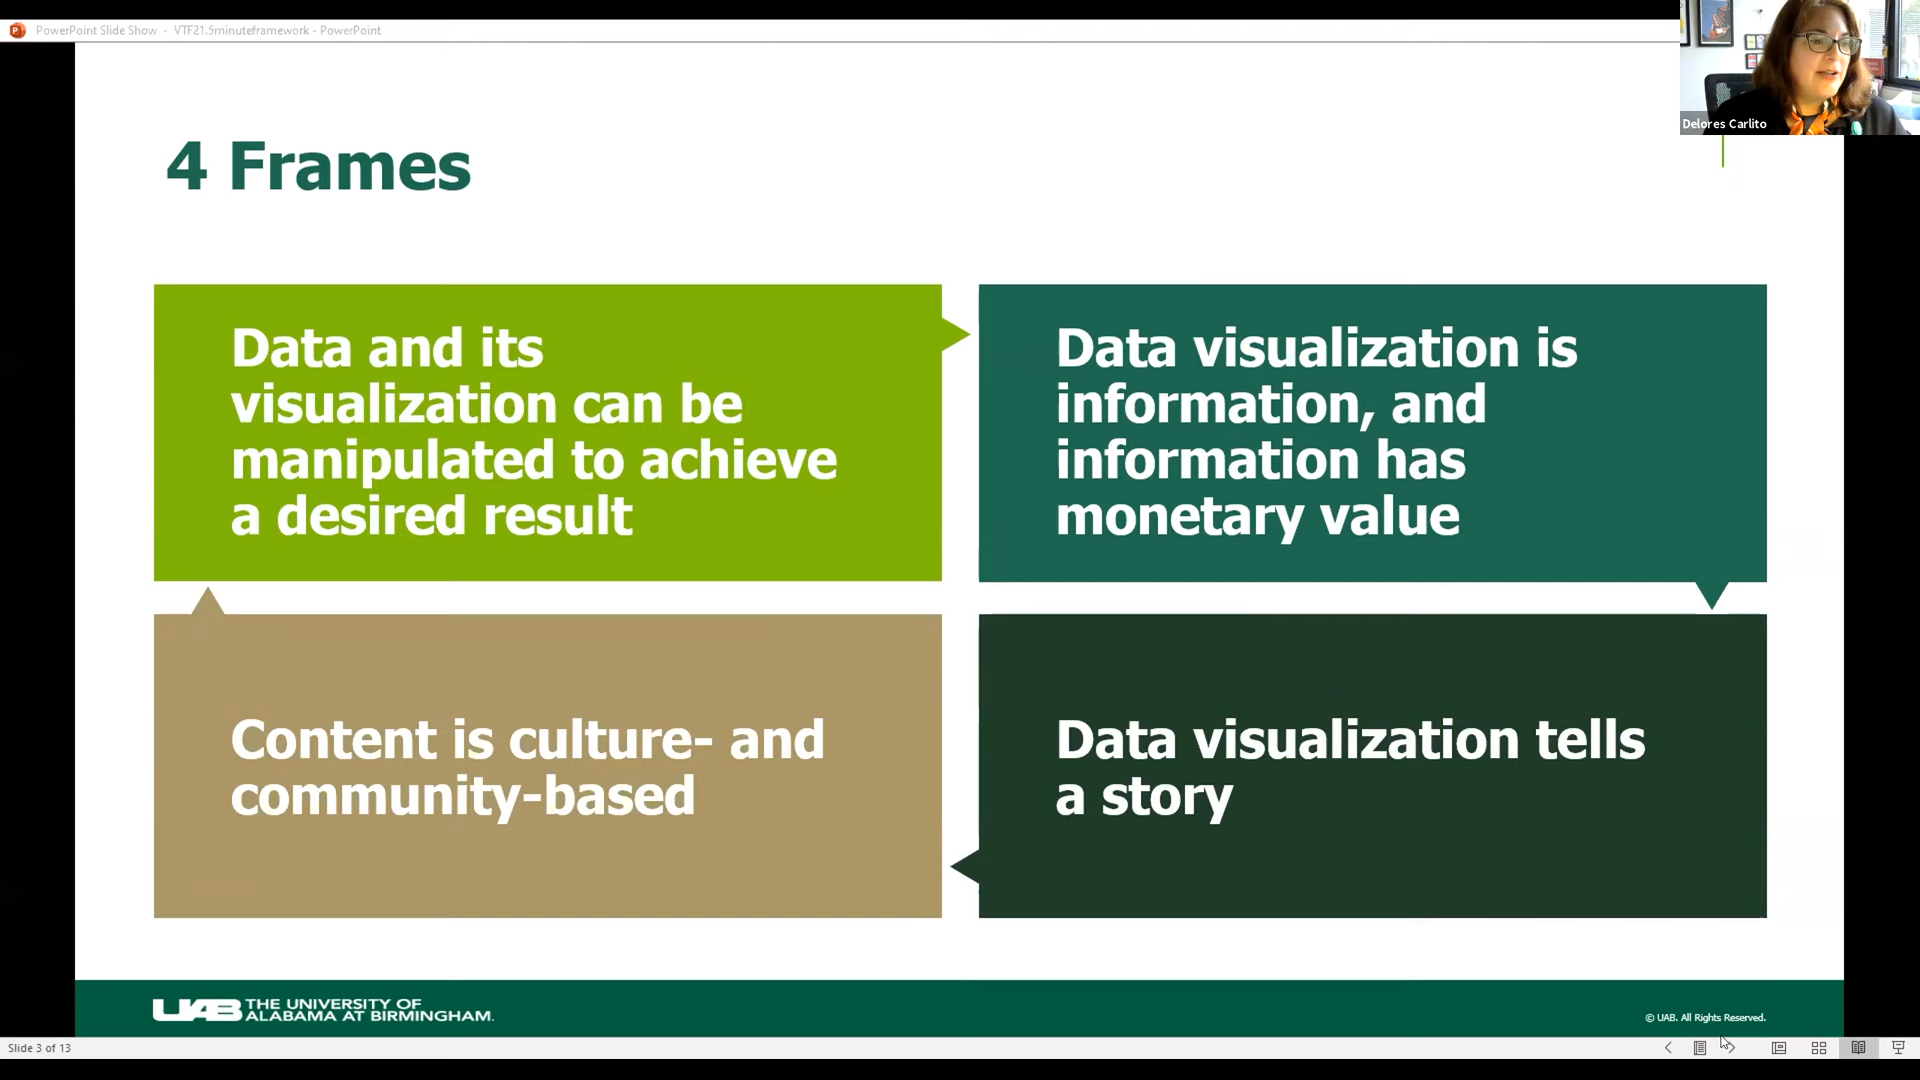 PowerPoint Slide Show - VTF21.5minuteframework - PowerPoint
Delores Carlito
4 Frames
Data and its
visualization can be
manipulated to achieve
a desired result
Data visualization is
information, and
information has
monetary value
Content is culture- and
community-based
Data visualization tells
a story
UAB THE UNIVERSITY OF
ALABAMA AT BIRMINGHAM.
© UAB. All Rights Reserved.
Slide 3 of 13